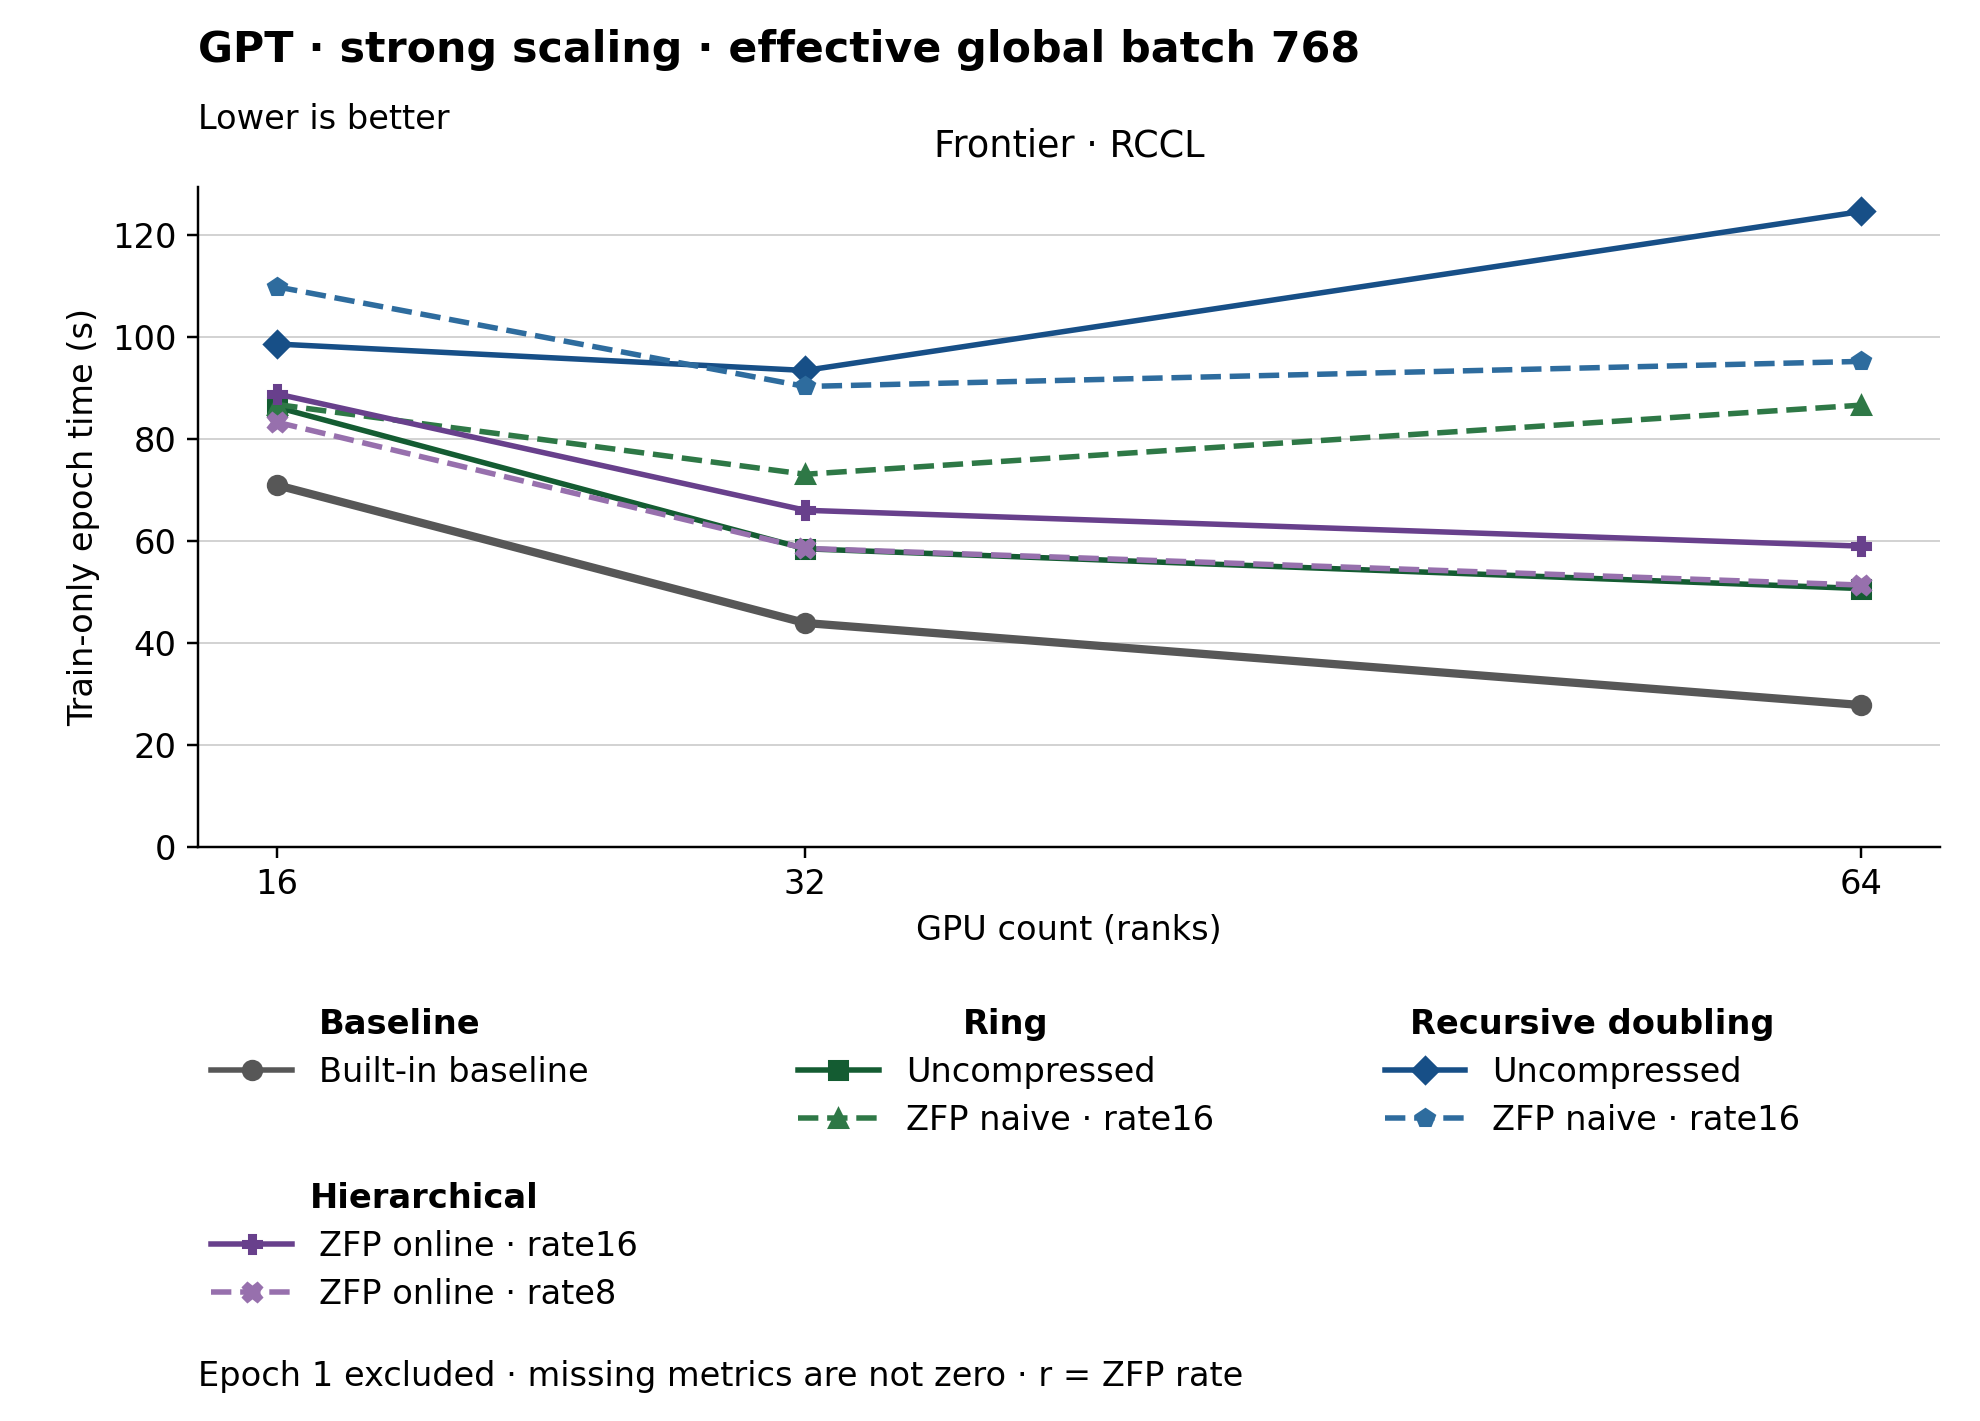 GPT · strong scaling · effective global batch 768
Lower is better
Frontier · RCCL
Train-only epoch time (s)
120
100
80
60
40
20
0
16 32 64
GPU count (ranks)
Baseline
Built-in baseline
Ring
Uncompressed
ZFP naive · rate16
Recursive doubling
Uncompressed
ZFP naive · rate16
Hierarchical
ZFP online · rate16
ZFP online · rate8
Epoch 1 excluded · missing metrics are not zero · r = ZFP rate